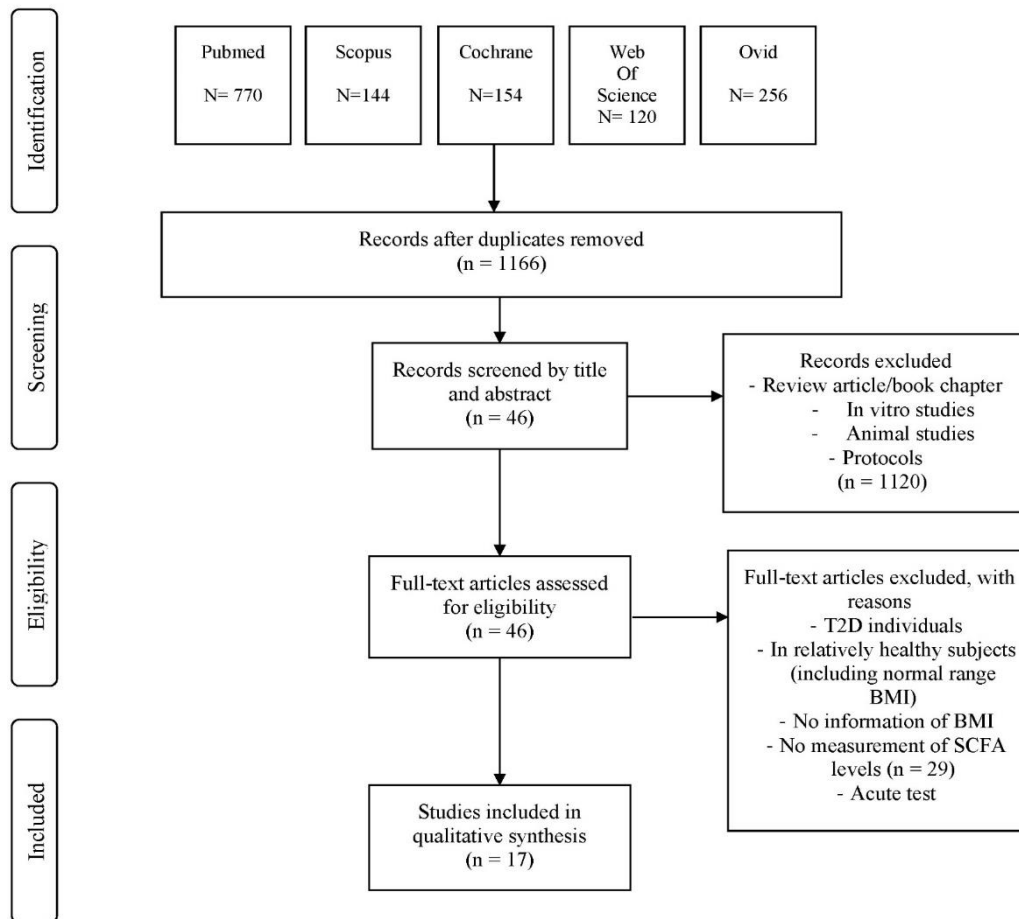 Identification
Pubmed
N= 770
Scopus
N=144
Cochrane
N=154
Web
Of
Science
N= 120
Ovid
N= 256
Records after duplicates removed
(n = 1166)
Screening
Records screened by title
and abstract
(n = 46)
Records excluded
- Review article/book chapter
- In vitro studies
- Animal studies
- Protocols
(n = 1120)
Eligibility
Full-text articles assessed
for eligibility
(n = 46)
Full-text articles excluded, with
reasons
- T2D individuals
- In relatively healthy subjects
(including normal range
BMI)
- No information of BMI
- No measurement of SCFA
levels (n = 29)
- Acute test
Included
Studies included in
qualitative synthesis
(n = 17)